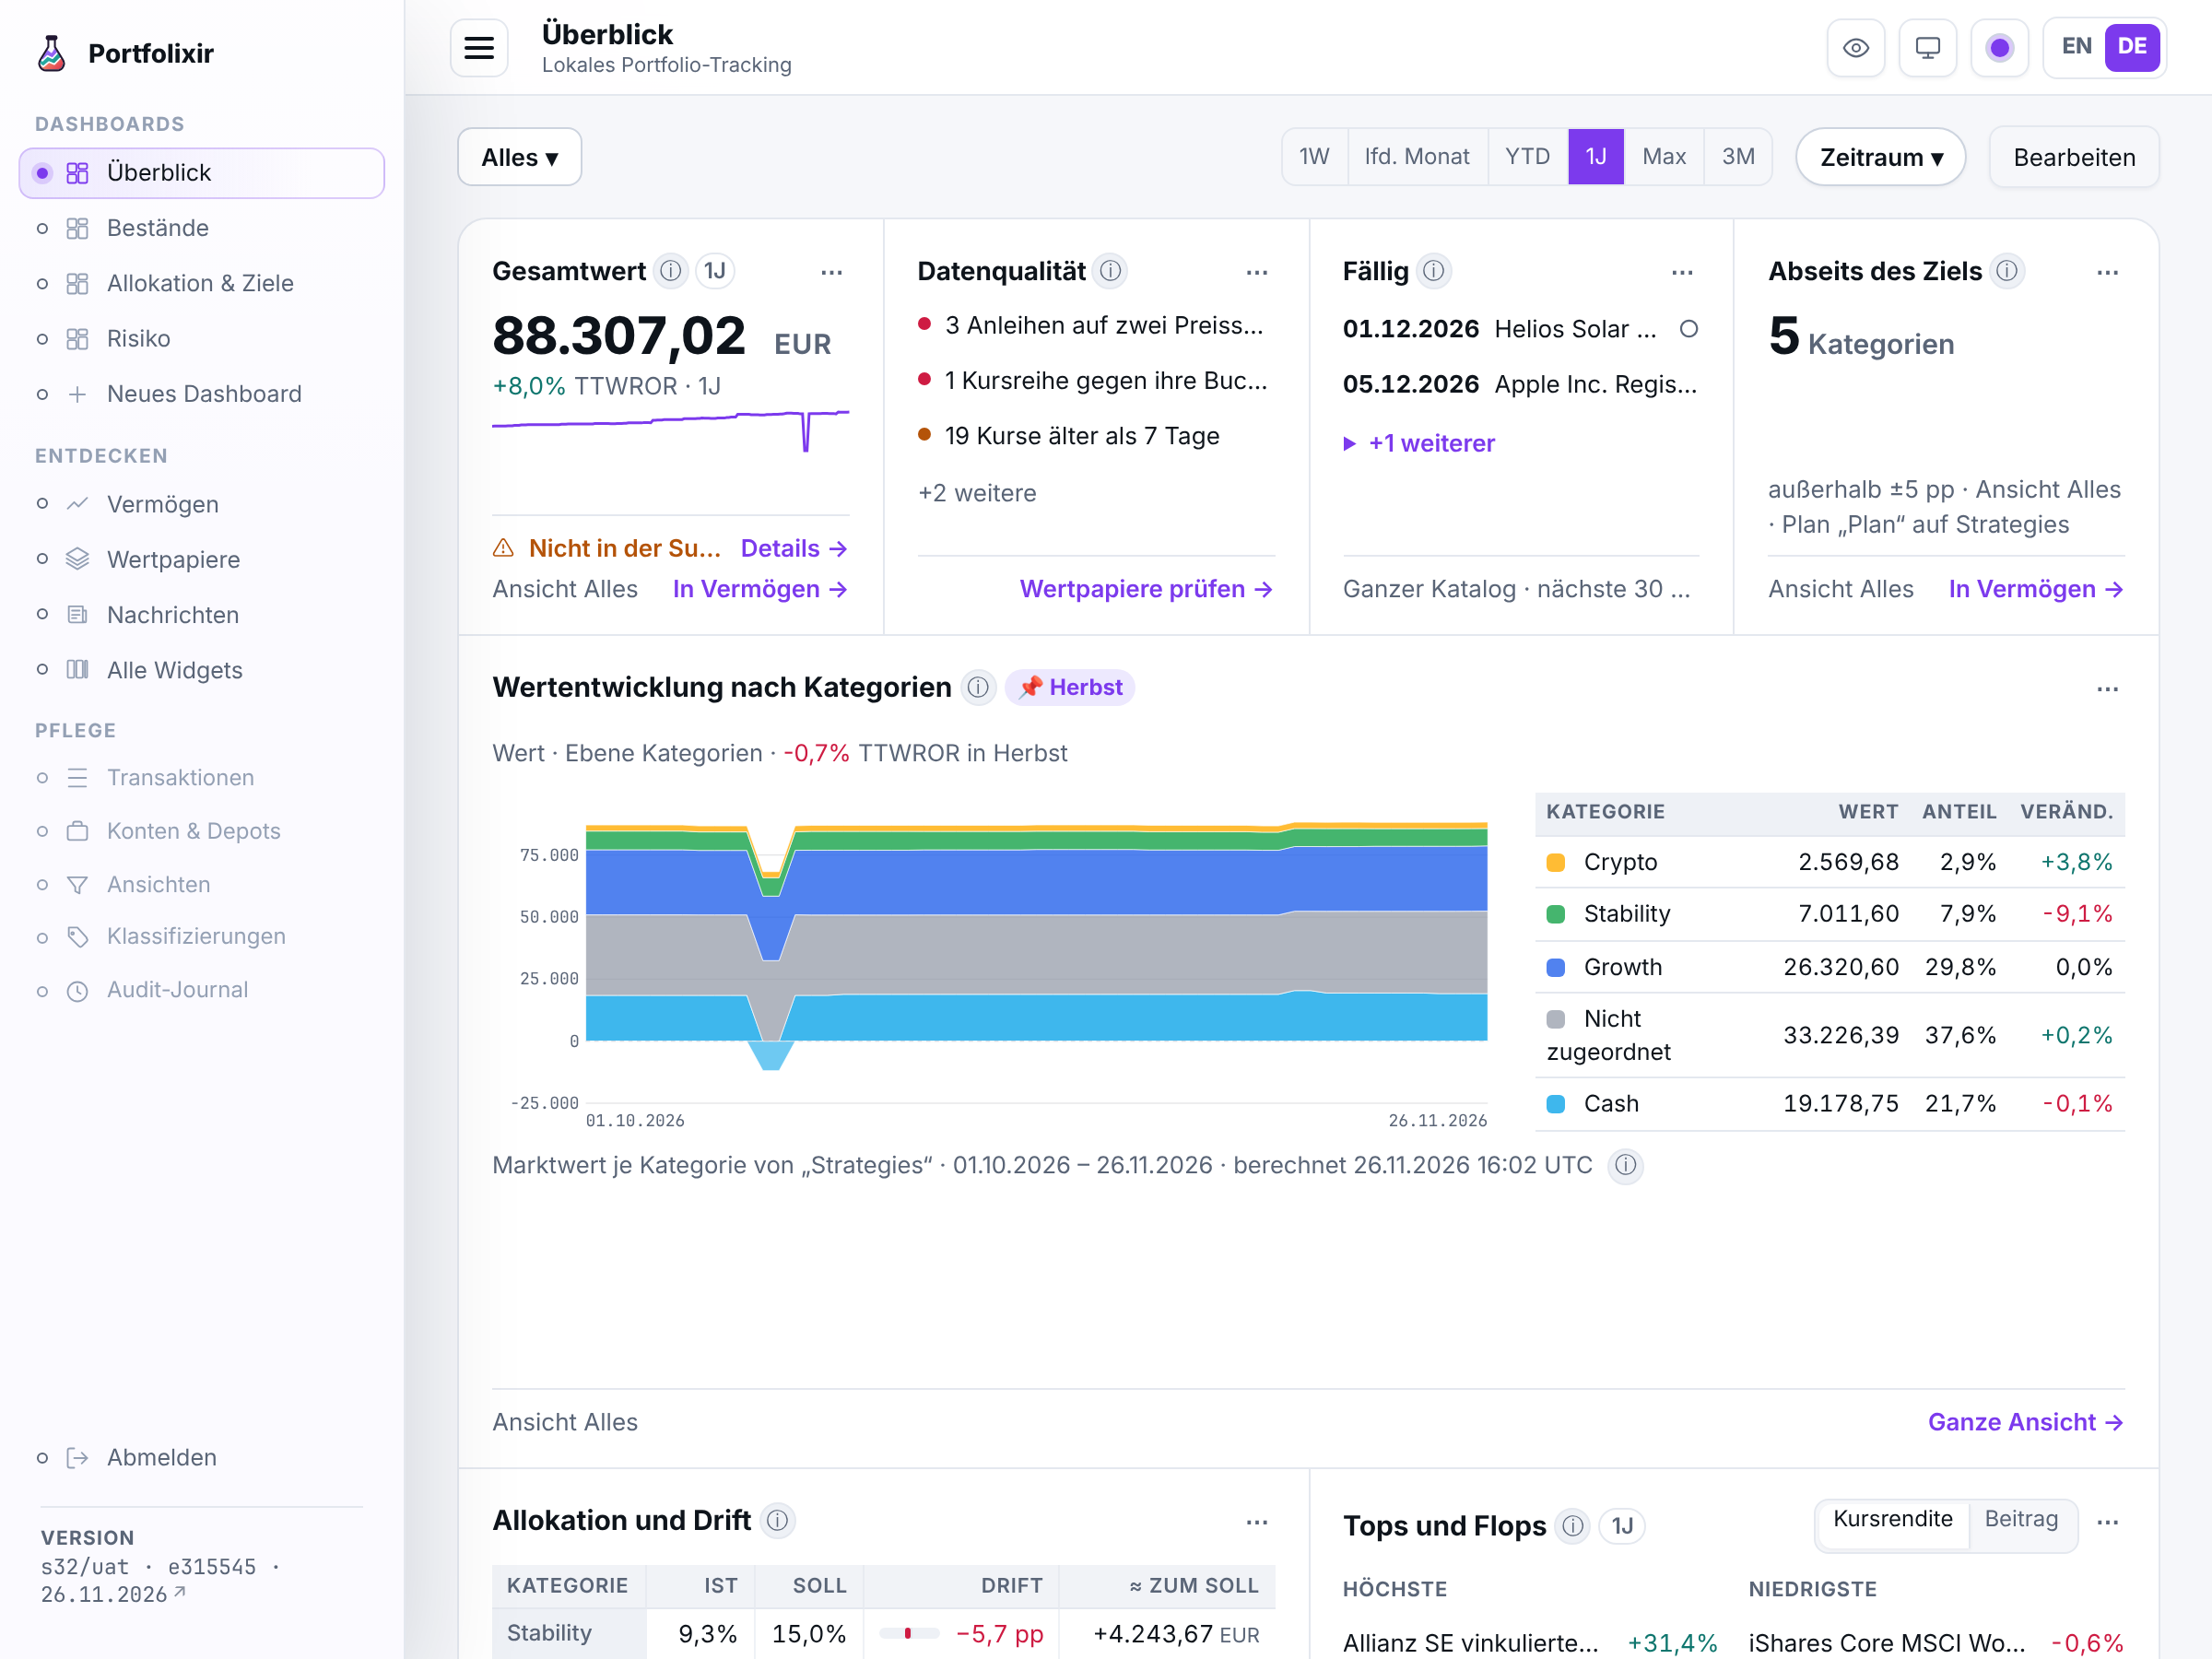 Portfolixir
DASHBOARDS
Überblick
Bestände
Allokation & Ziele
Risiko
Neues Dashboard
ENTDECKEN
Vermögen
Wertpapiere
Nachrichten
Alle Widgets
PFLEGE
Transaktionen
Konten & Depots
Ansichten
Klassifizierungen
Audit-Journal
Abmelden
VERSION
s32/uat · e315545 ·
26.11.2026↗
Überblick
Lokales Portfolio-Tracking
EN DE
Alles ▾
1W lfd. Monat YTD 1J Max 3M
Zeitraum ▾
Bearbeiten
Gesamtwert ⓘ 1J ···
88.307,02 EUR
+8,0% TTWROR · 1J
⚠ Nicht in der Su… Details →
Ansicht Alles In Vermögen →
Datenqualität ⓘ ···
3 Anleihen auf zwei Preiss…
1 Kursreihe gegen ihre Buc…
19 Kurse älter als 7 Tage
+2 weitere
Wertpapiere prüfen →
Fällig ⓘ ···
01.12.2026 Helios Solar …
05.12.2026 Apple Inc. Regis…
▶ +1 weiterer
Ganzer Katalog · nächste 30 …
Abseits des Ziels ⓘ ···
5 Kategorien
außerhalb ±5 pp · Ansicht Alles
· Plan „Plan“ auf Strategies
Ansicht Alles In Vermögen →
Wertentwicklung nach Kategorien ⓘ 📌 Herbst ···
Wert · Ebene Kategorien · -0,7% TTWROR in Herbst
75.000
50.000
25.000
0
-25.000
01.10.2026 26.11.2026
KATEGORIE WERT ANTEIL VERÄND.
Crypto 2.569,68 2,9% +3,8%
Stability 7.011,60 7,9% -9,1%
Growth 26.320,60 29,8% 0,0%
Nicht zugeordnet 33.226,39 37,6% +0,2%
Cash 19.178,75 21,7% -0,1%
Marktwert je Kategorie von „Strategies“ · 01.10.2026 – 26.11.2026 · berechnet 26.11.2026 16:02 UTC ⓘ
Ansicht Alles Ganze Ansicht →
Allokation und Drift ⓘ ···
KATEGORIE IST SOLL DRIFT ≈ ZUM SOLL
Stability 9,3% 15,0% −5,7 pp +4.243,67 EUR
Tops und Flops ⓘ 1J Kursrendite Beitrag ···
HÖCHSTE NIEDRIGSTE
Allianz SE vinkulierte… +31,4% iShares Core MSCI Wo… -0,6%